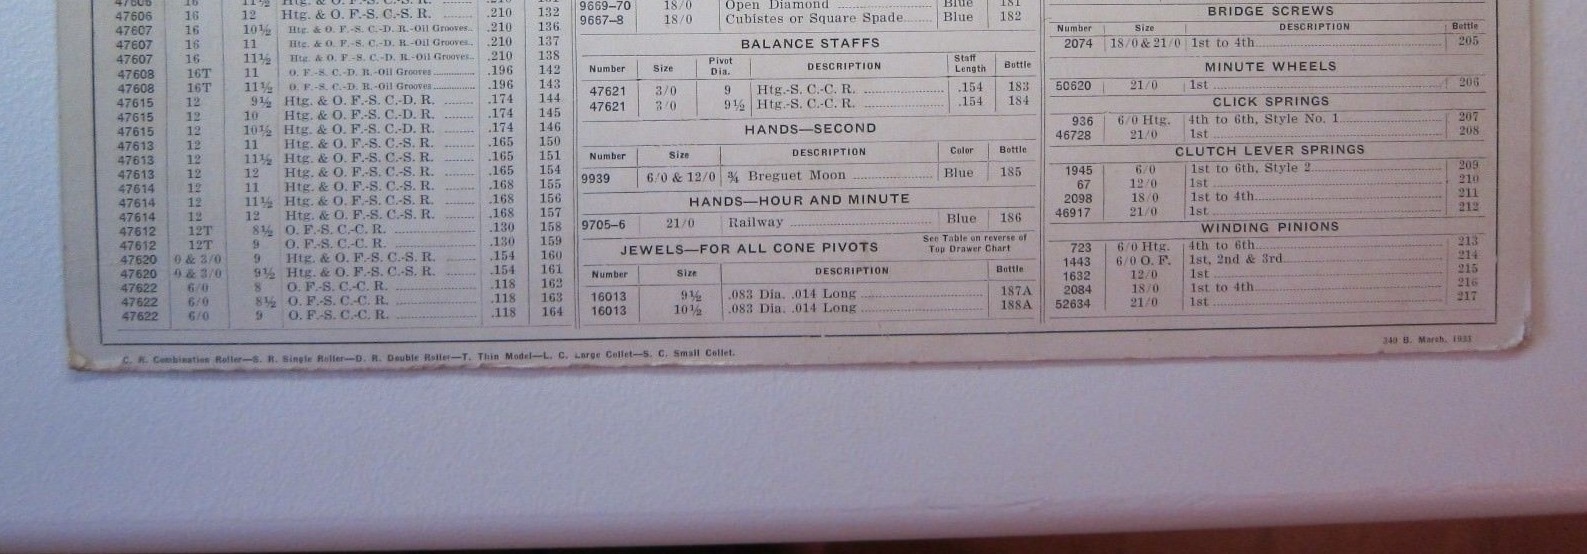 47606 16 11½ Htg. & O. F.-S. C.-S. R.
47606 16 12 Htg. & O. F.-S. C.-S. R. .210 132
47607 16 10½ Htg. & O. F.-S. C.-D. R.-Oil Grooves .210 136
47607 16 11 Htg. & O. F.-S. C.-D. R.-Oil Grooves .210 137
47607 16 11½ Htg. & O. F.-S. C.-D. R.-Oil Grooves .210 138
47608 16T 11 O. F.-S. C.-D. R.-Oil Grooves .196 142
47608 16T 11½ O. F.-S. C.-D. R.-Oil Grooves .196 143
47615 12 9½ Htg. & O. F.-S. C.-D. R. .174 144
47615 12 10 Htg. & O. F.-S. C.-D. R. .174 145
47615 12 10½ Htg. & O. F.-S. C.-D. R. .174 146
47613 12 11 Htg. & O. F.-S. C.-S. R. .165 150
47613 12 11½ Htg. & O. F.-S. C.-S. R. .165 151
47613 12 12 Htg. & O. F.-S. C.-S. R. .165 154
47614 12 11 Htg. & O. F.-S. C.-S. R. .168 155
47614 12 11½ Htg. & O. F.-S. C.-S. R. .168 156
47614 12 12 Htg. & O. F.-S. C.-S. R. .168 157
47612 12T 8½ O. F.-S. C.-C. R. .130 158
47612 12T 9 O. F.-S. C.-C. R. .130 159
47620 0 & 3/0 9 Htg. & O. F.-S. C.-S. R. .154 160
47620 0 & 3/0 9½ Htg. & O. F.-S. C.-S. R. .154 161
47622 6/0 8 O. F.-S. C.-C. R. .118 162
47622 6/0 8½ O. F.-S. C.-C. R. .118 163
47622 6/0 9 O. F.-S. C.-C. R. .118 164
9669-70 18/0 Open Diamond Blue 181
9667-8 18/0 Cubistes or Square Spade Blue 182
BALANCE STAFFS
Number Size Pivot Dia. DESCRIPTION Staff Length Bottle
47621 3/0 9 Htg.-S. C.-C. R. .154 183
47621 3/0 9½ Htg.-S. C.-C. R. .154 184
HANDS—SECOND
Number Size DESCRIPTION Color Bottle
9939 6/0 & 12/0 ¾ Breguet Moon Blue 185
HANDS—HOUR AND MINUTE
9705-6 21/0 Railway Blue 186
JEWELS—FOR ALL CONE PIVOTS See Table on reverse of Top Drawer Chart
Number Size DESCRIPTION Bottle
16013 9½ .083 Dia. .014 Long 187A
16013 10½ .083 Dia. .014 Long 188A
BRIDGE SCREWS
Number Size DESCRIPTION Bottle
2074 18/0 & 21/0 1st to 4th 205
MINUTE WHEELS
50620 21/0 1st 206
CLICK SPRINGS
936 6/0 Htg. 4th to 6th, Style No. 1 207
46728 21/0 1st 208
CLUTCH LEVER SPRINGS
1945 6/0 1st to 6th, Style 2 209
67 12/0 1st 210
2098 18/0 1st to 4th 211
46917 21/0 1st 212
WINDING PINIONS
723 6/0 Htg. 4th to 6th 213
1443 6/0 O. F. 1st, 2nd & 3rd 214
1632 12/0 1st 215
2084 18/0 1st to 4th 216
52634 21/0 1st 217
C. R. Combination Roller—S. R. Single Roller—D. R. Double Roller—T. Thin Model—L. C. Large Collet—S. C. Small Collet.
340 B. March, 1931